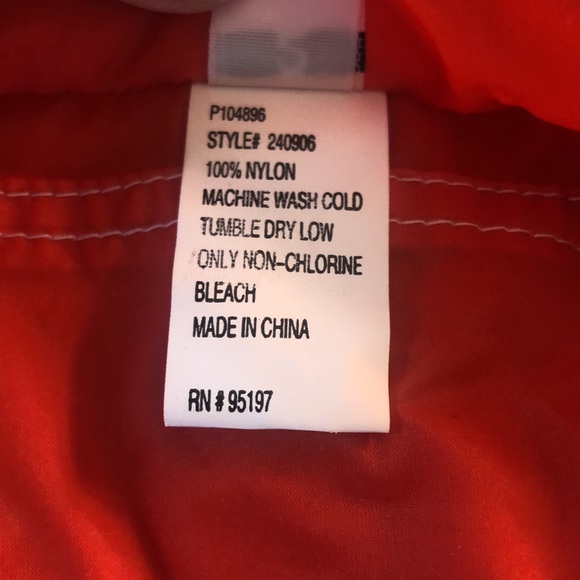 P104896
STYLE# 240906
100% NYLON
MACHINE WASH COLD
TUMBLE DRY LOW
ONLY NON-CHLORINE
BLEACH
MADE IN CHINA
RN # 95197